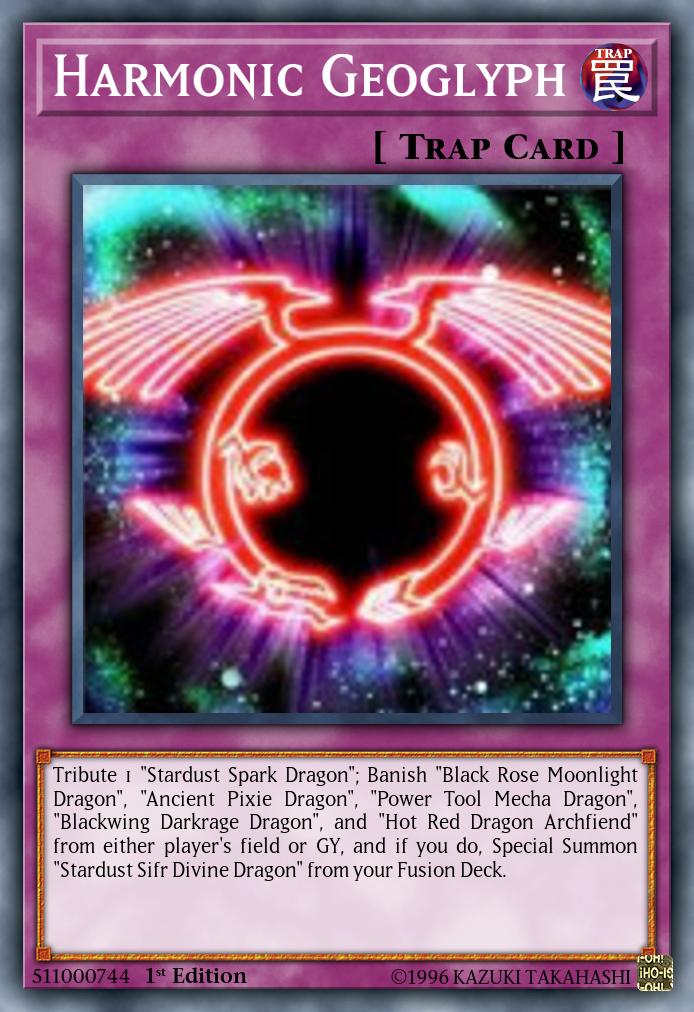 HARMONIC GEOGLYPH
TRAP
罠
[ TRAP CARD ]
Tribute 1 "Stardust Spark Dragon"; Banish "Black Rose Moonlight
Dragon", "Ancient Pixie Dragon", "Power Tool Mecha Dragon",
"Blackwing Darkrage Dragon", and "Hot Red Dragon Archfiend"
from either player's field or GY, and if you do, Special Summon
"Stardust Sifr Divine Dragon" from your Fusion Deck.
511000744 1st Edition ©1996 KAZUKI TAKAHASHI